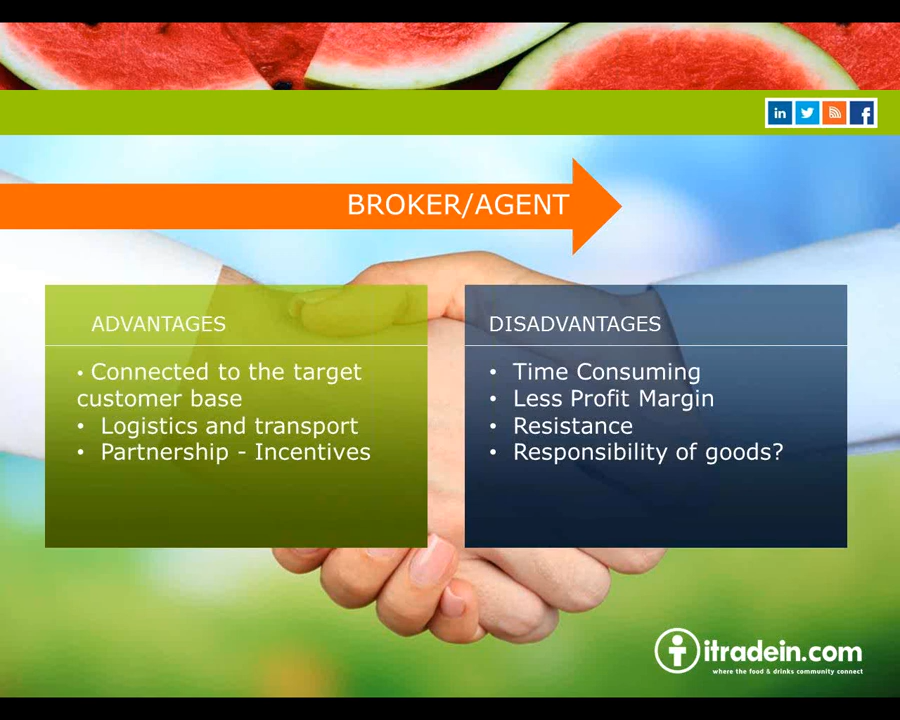 in
f
BROKER/AGENT
ADVANTAGES
• Connected to the target
customer base
• Logistics and transport
• Partnership - Incentives
DISADVANTAGES
• Time Consuming
• Less Profit Margin
• Resistance
• Responsibility of goods?
itradein.com
where the food & drinks community connect